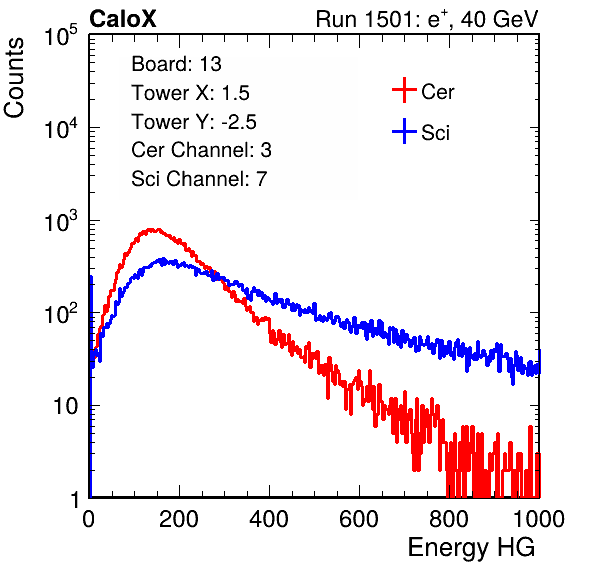 CaloX Run 1501: e⁺, 40 GeV
Counts
10⁵
10⁴
10³
10²
10
1
Board: 13
Tower X: 1.5
Tower Y: -2.5
Cer Channel: 3
Sci Channel: 7
Cer
Sci
0 200 400 600 800 1000
Energy HG